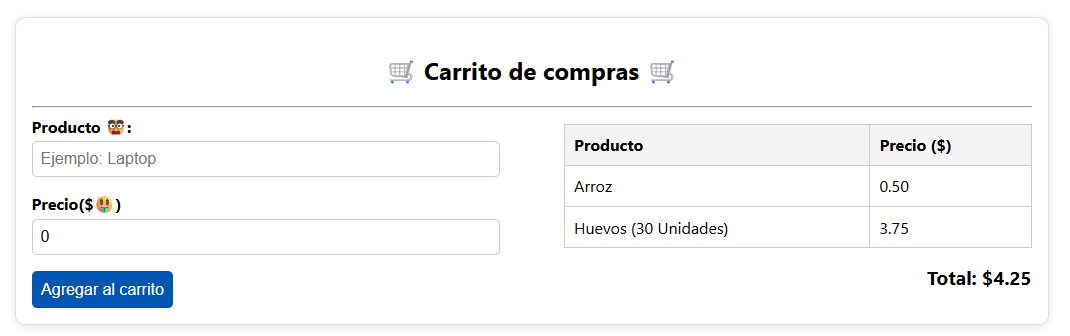 🛒 Carrito de compras 🛒
Producto 🥸:
Ejemplo: Laptop
Precio($🤑)
0
Agregar al carrito
Producto Precio ($)
Arroz 0.50
Huevos (30 Unidades) 3.75
Total: $4.25